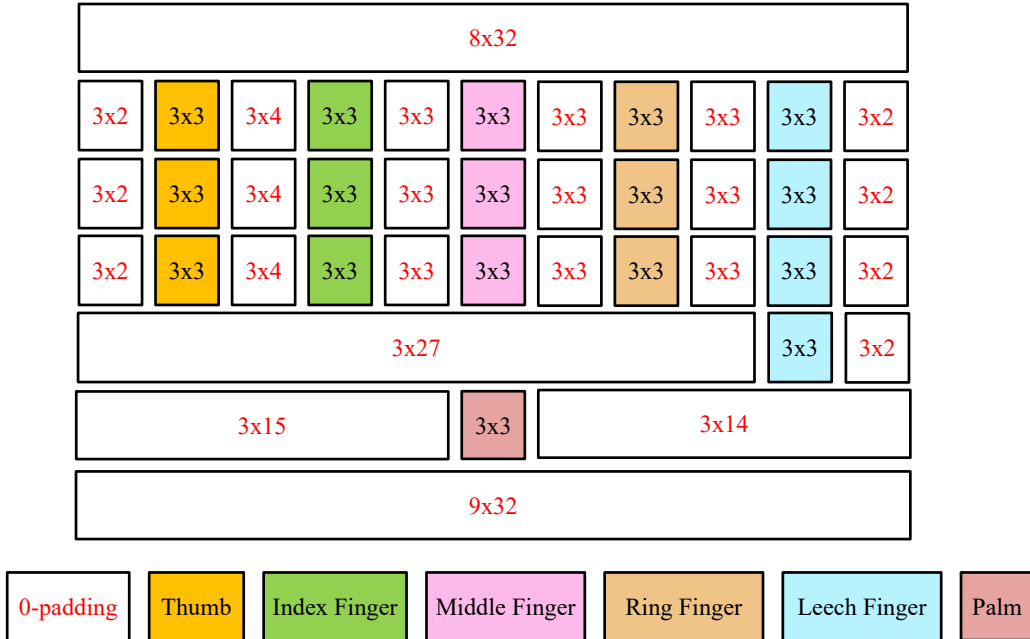 8x32
3x2 3x3 3x4 3x3 3x3 3x3 3x3 3x3 3x3 3x3 3x2
3x2 3x3 3x4 3x3 3x3 3x3 3x3 3x3 3x3 3x3 3x2
3x2 3x3 3x4 3x3 3x3 3x3 3x3 3x3 3x3 3x3 3x2
3x27 3x3 3x2
3x15 3x3 3x14
9x32
0-padding Thumb Index Finger Middle Finger Ring Finger Leech Finger Palm